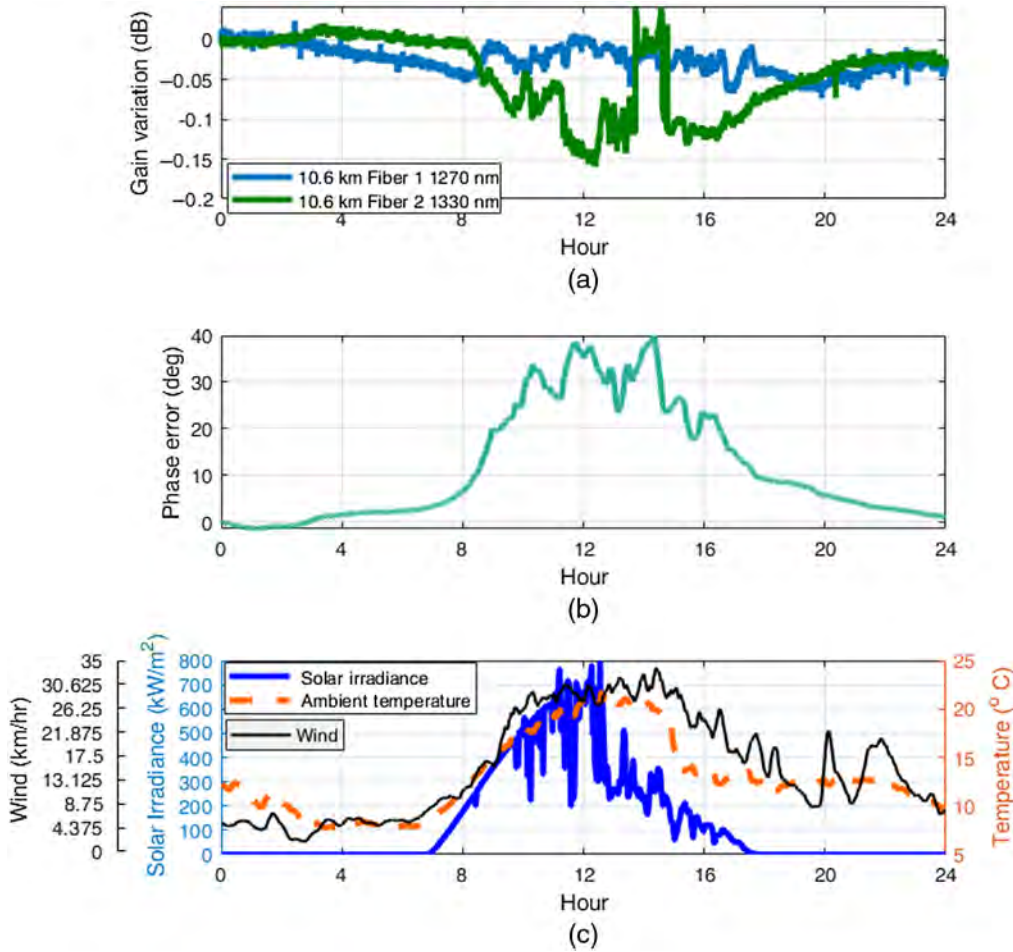 Gain variation (dB)
0
−0.05
−0.1
−0.15
−0.2
10.6 km Fiber 1 1270 nm
10.6 km Fiber 2 1330 nm
0 4 8 12 16 20 24
Hour
(a)
Phase error (deg)
40
30
20
10
0
0 4 8 12 16 20 24
Hour
(b)
Wind (km/hr)
35
30.625
26.25
21.875
17.5
13.125
8.75
4.375
0
Solar Irradiance (kW/m²)
800
700
600
500
400
300
200
100
0
Solar irradiance
Ambient temperature
Wind
25
20
15
10
5
Temperature (° C)
0 4 8 12 16 20 24
Hour
(c)